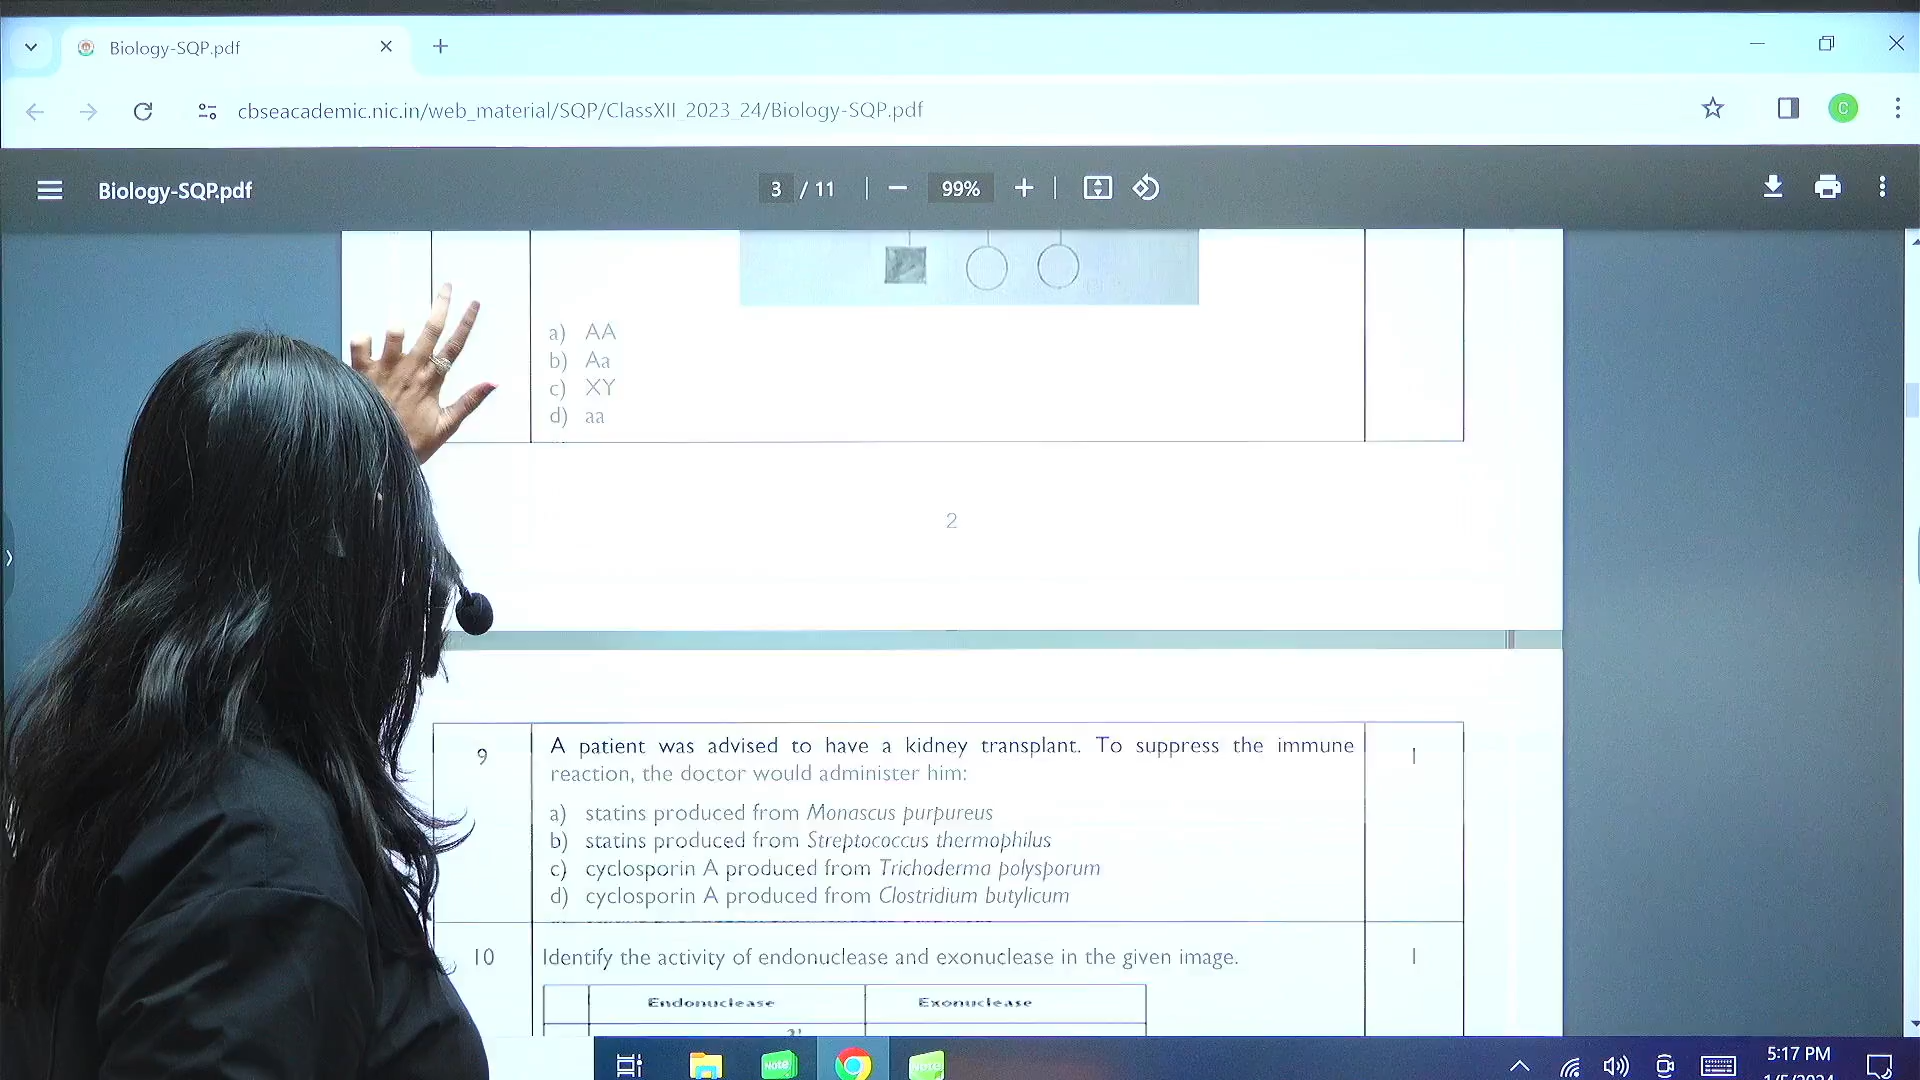 Biology-SQP.pdf
cbseacademic.nic.in/web_material/SQP/ClassXII_2023_24/Biology-SQP.pdf
C
Biology-SQP.pdf
3 / 11
99%
a) AA
b) Aa
c) XY
d) aa
2
9 A patient was advised to have a kidney transplant. To suppress the immune 1
reaction, the doctor would administer him:
a) statins produced from Monascus purpureus
b) statins produced from Streptococcus thermophilus
c) cyclosporin A produced from Trichoderma polysporum
d) cyclosporin A produced from Clostridium butylicum
10 Identify the activity of endonuclease and exonuclease in the given image. 1
Endonuclease Exonuclease
Note
Note
5:17 PM